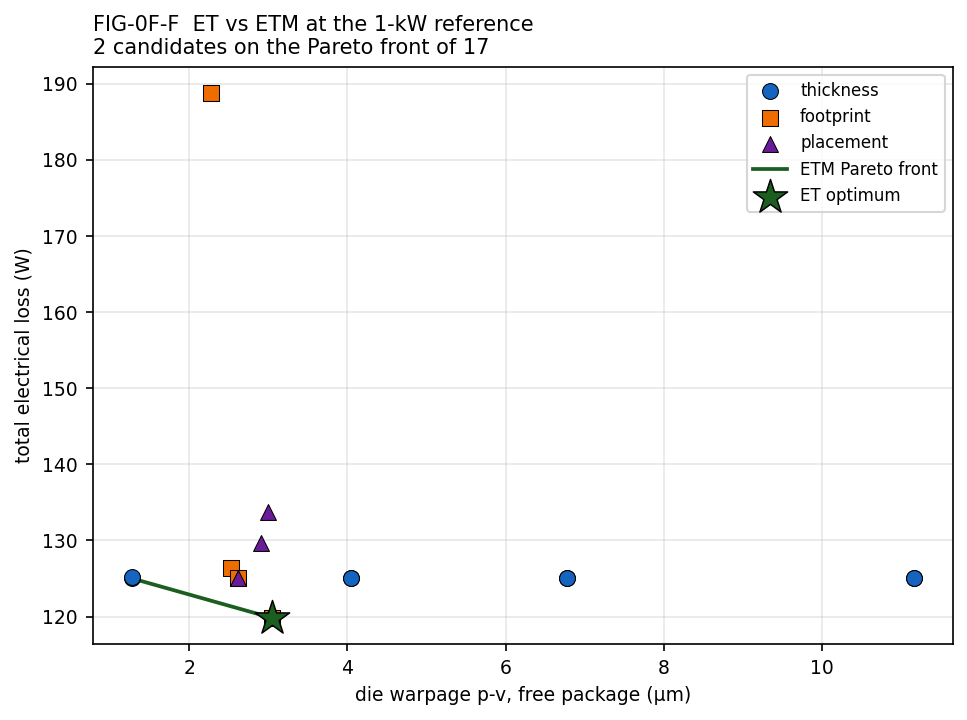 FIG-0F-F  ET vs ETM at the 1-kW reference
2 candidates on the Pareto front of 17
thickness
footprint
placement
ETM Pareto front
ET optimum
total electrical loss (W)
190
180
170
160
150
140
130
120
2 4 6 8 10
die warpage p-v, free package (µm)